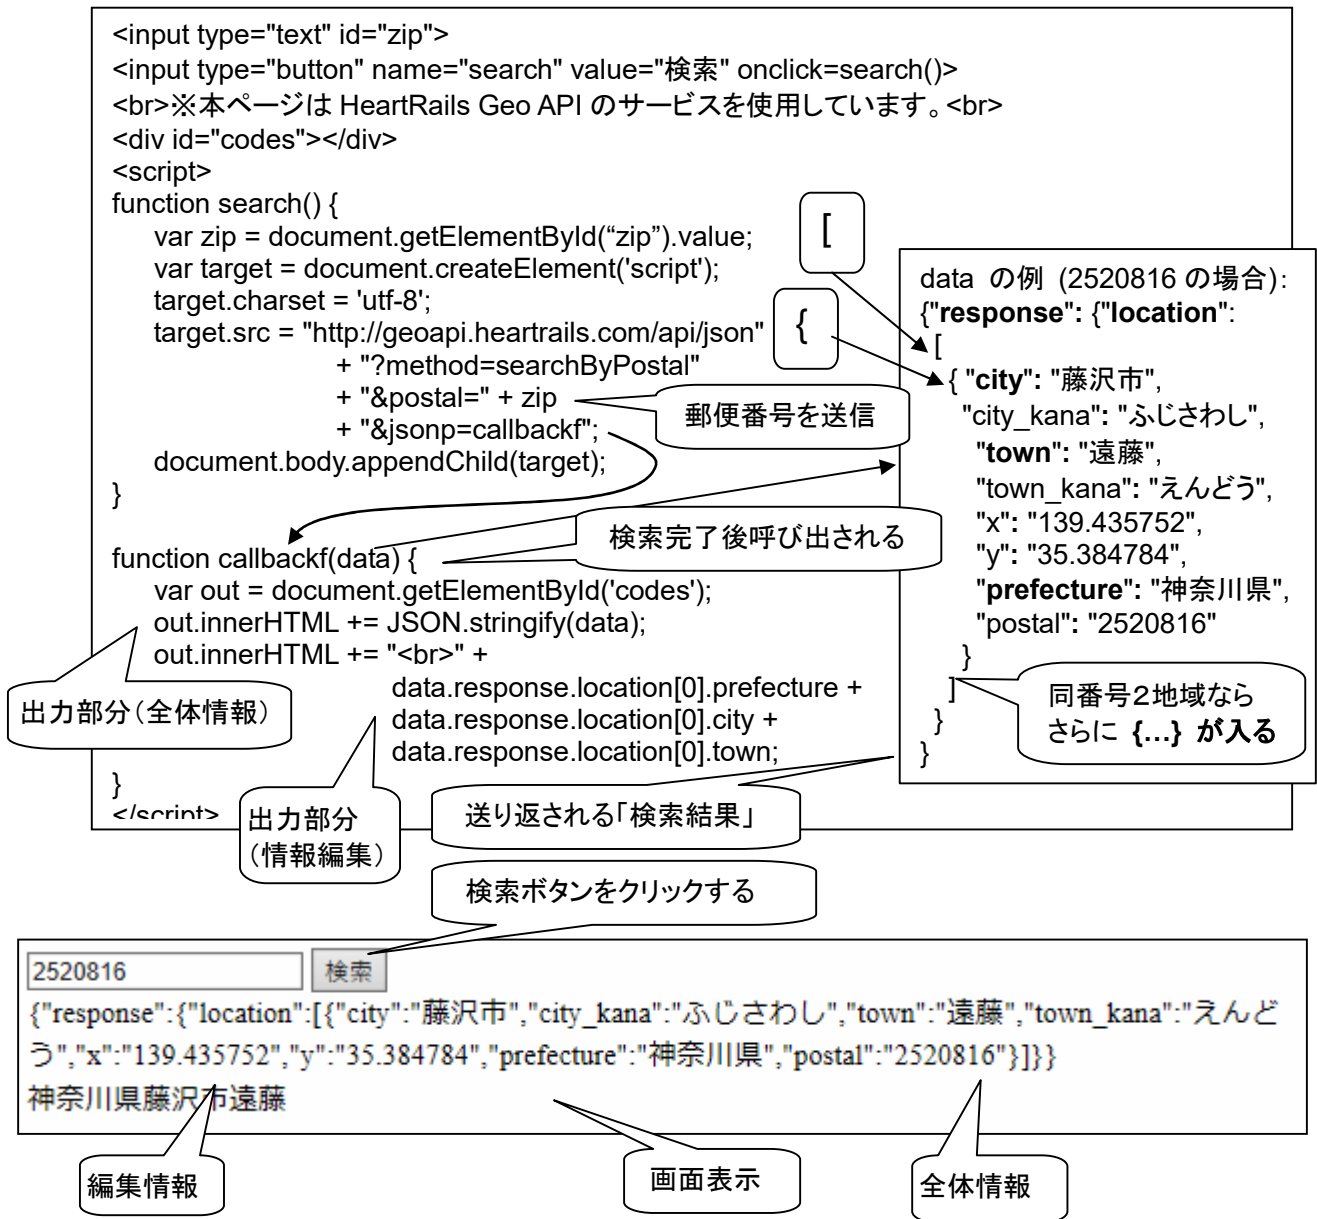 <input type="text" id="zip">
<input type="button" name="search" value="検索" onclick=search()>
<br>※本ページは HeartRails Geo API のサービスを使用しています。<br>
<div id="codes"></div>
<script>
function search() {
var zip = document.getElementById(“zip”).value;
var target = document.createElement('script');
target.charset = 'utf-8';
target.src = "http://geoapi.heartrails.com/api/json"
+ "?method=searchByPostal"
+ "&postal=" + zip
+ "&jsonp=callbackf";
document.body.appendChild(target);
}
function callbackf(data) {
var out = document.getElementById('codes');
out.innerHTML += JSON.stringify(data);
out.innerHTML += "<br>" +
data.response.location[0].prefecture +
data.response.location[0].city +
data.response.location[0].town;
}
</script>
[
{
郵便番号を送信
検索完了後呼び出される
data の例 (2520816 の場合):
{"response": {"location":
[
{ "city": "藤沢市",
"city_kana": "ふじさわし",
"town": "遠藤",
"town_kana": "えんどう",
"x": "139.435752",
"y": "35.384784",
"prefecture": "神奈川県",
"postal": "2520816"
}
]
}
}
同番号２地域なら
さらに {...} が入る
出力部分（全体情報）
出力部分
（情報編集）
送り返される「検索結果」
検索ボタンをクリックする
2520816 検索
{"response":{"location":[{"city":"藤沢市","city_kana":"ふじさわし","town":"遠藤","town_kana":"えんど
う","x":"139.435752","y":"35.384784","prefecture":"神奈川県","postal":"2520816"}]}}
神奈川県藤沢市遠藤
編集情報
画面表示
全体情報